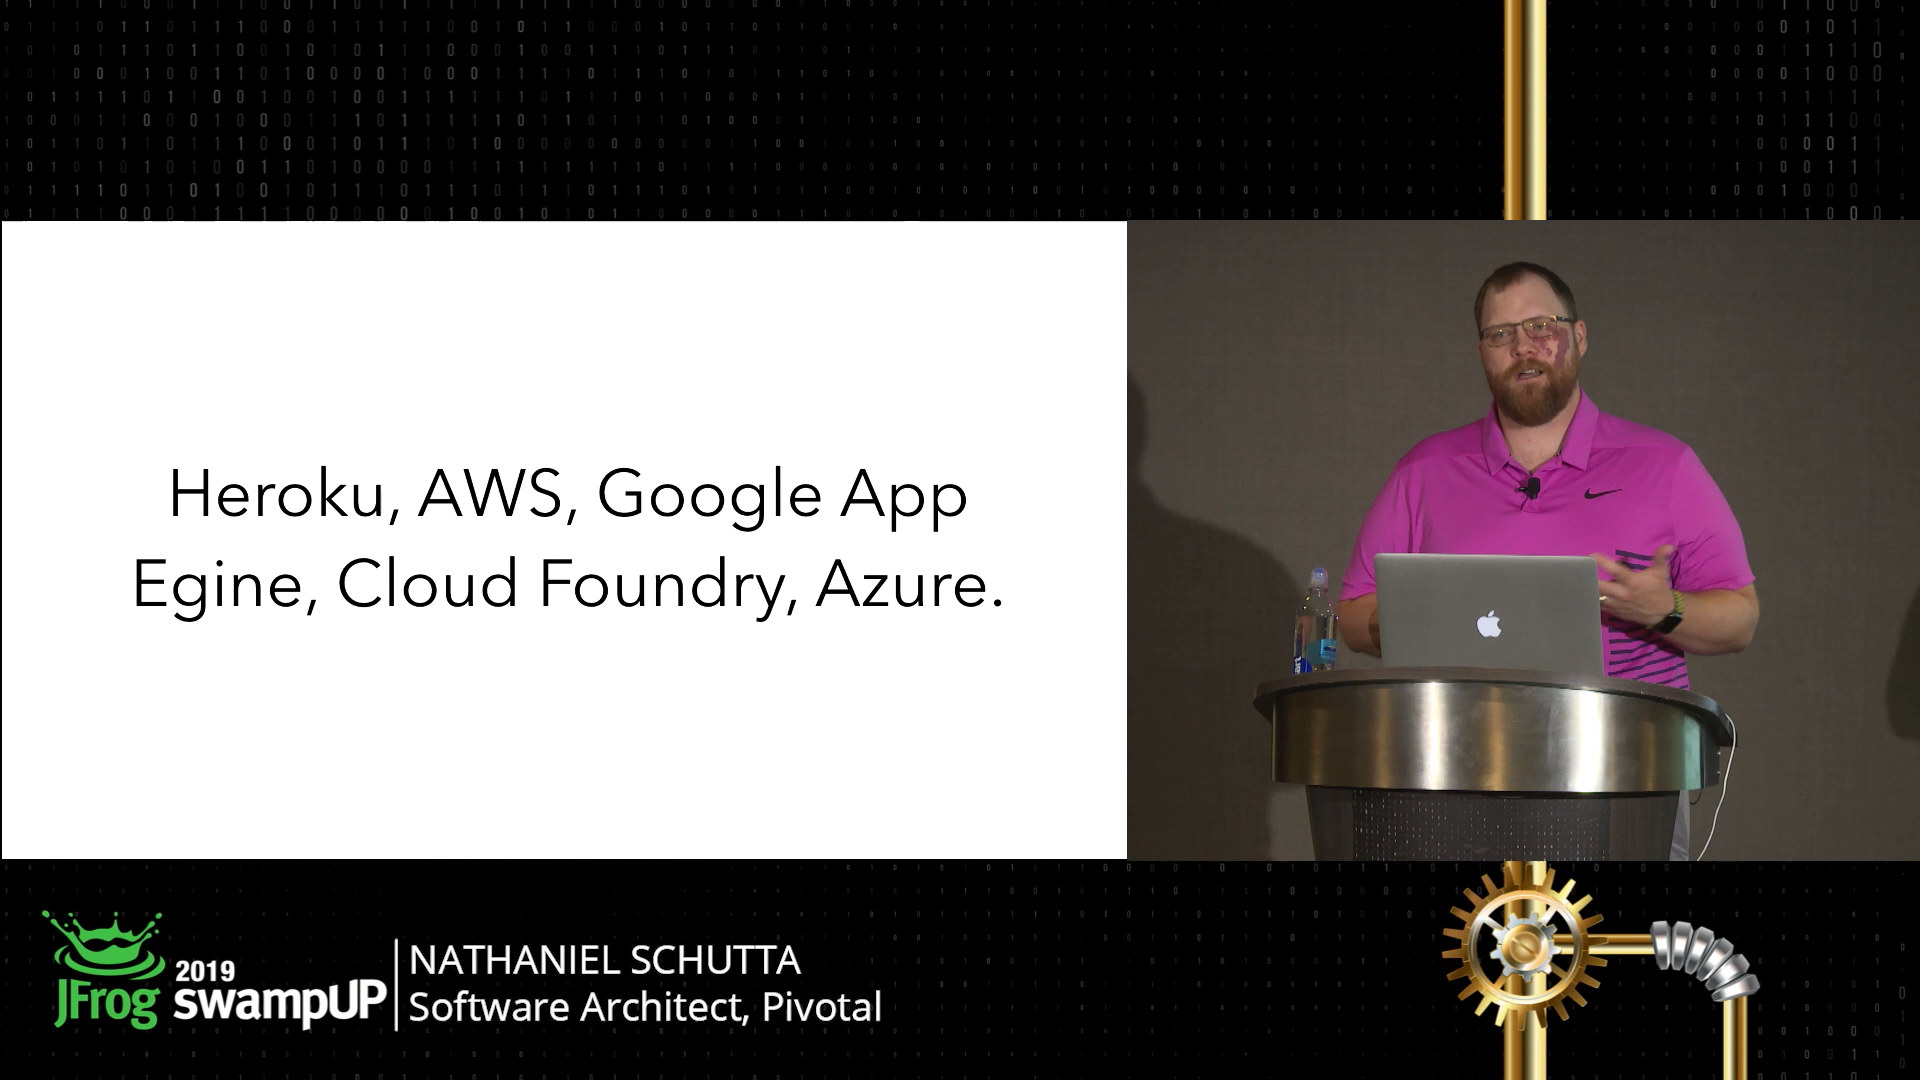 Heroku, AWS, Google App
Egine, Cloud Foundry, Azure.
JFrog
2019
swampUP
NATHANIEL SCHUTTA
Software Architect, Pivotal